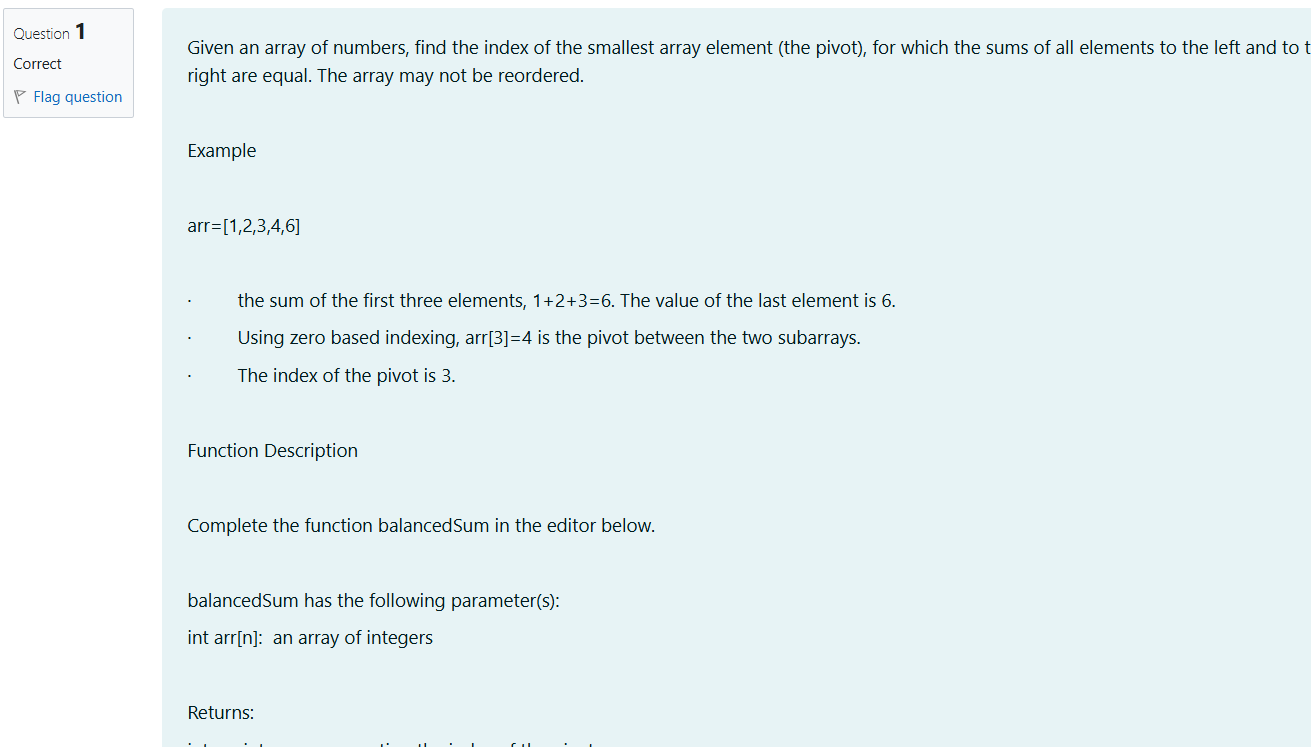 Question 1
Correct
Flag question
Given an array of numbers, find the index of the smallest array element (the pivot), for which the sums of all elements to the left and to t
right are equal. The array may not be reordered.
Example
arr=[1,2,3,4,6]
· the sum of the first three elements, 1+2+3=6. The value of the last element is 6.
· Using zero based indexing, arr[3]=4 is the pivot between the two subarrays.
· The index of the pivot is 3.
Function Description
Complete the function balancedSum in the editor below.
balancedSum has the following parameter(s):
int arr[n]: an array of integers
Returns: